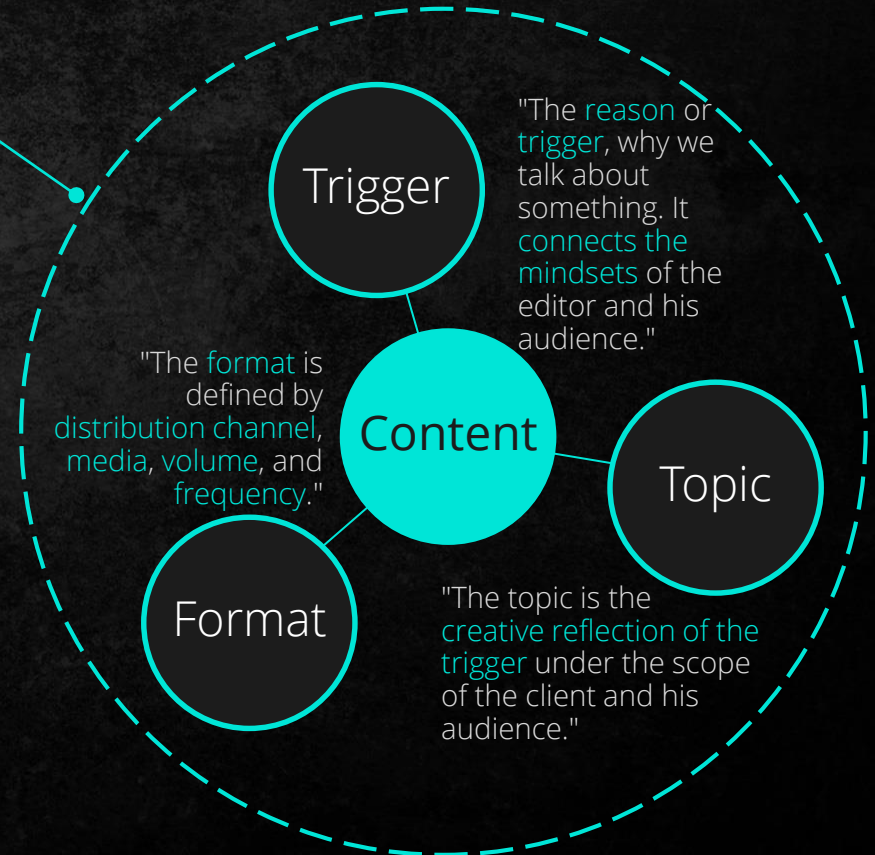 Trigger
"The reason or
trigger, why we
talk about
something. It
connects the
mindsets of the
editor and his
audience."
"The format is
defined by
distribution channel,
media, volume, and
frequency."
Content
Topic
Format
"The topic is the
creative reflection of the
trigger under the scope
of the client and his
audience."